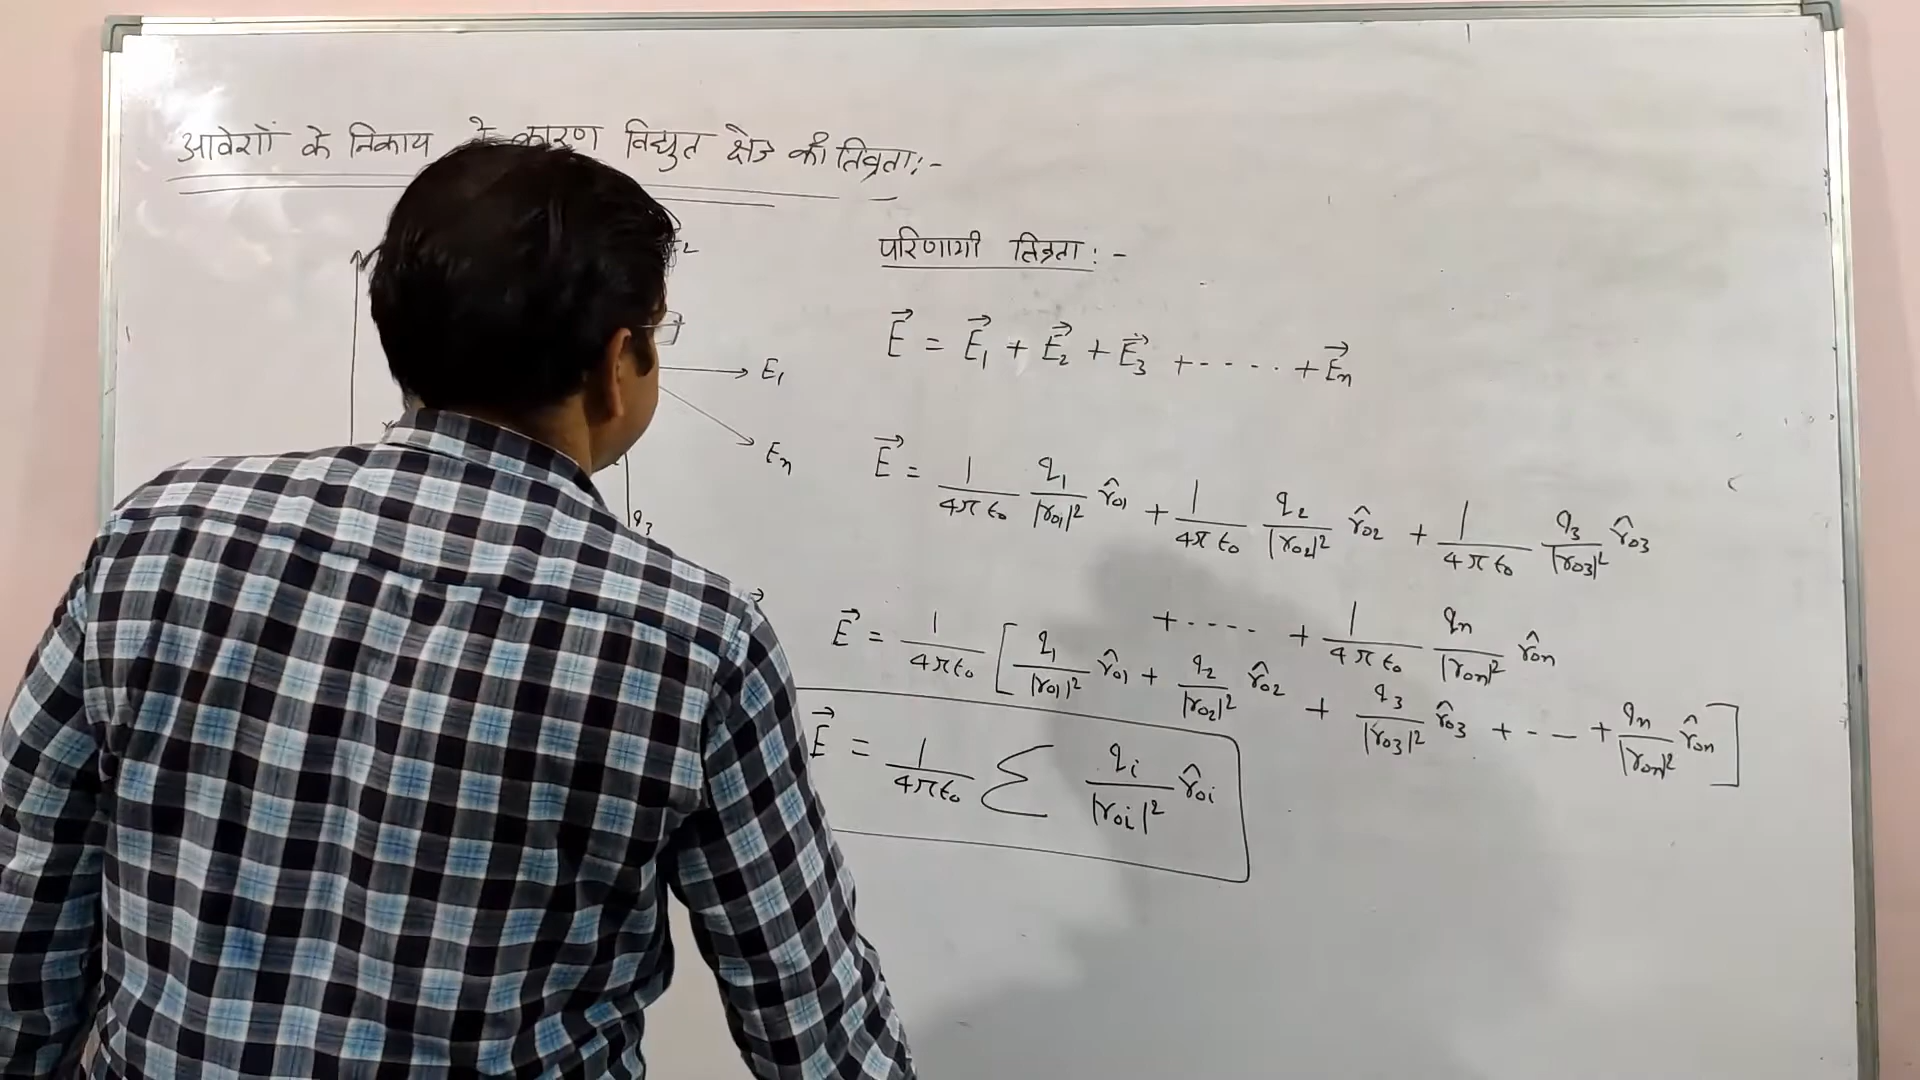 आवेशों के निकाय के कारण विद्युत क्षेत्र की तिव्रता:-
परिणामी तिव्रता:-
E⃗ = E⃗₁ + E⃗₂ + E⃗₃ + - - - - - + E⃗ₙ
E₁
Eₙ
q₃
E⃗ = 1/4πε₀ q₁/|r₀₁|² r̂₀₁ + 1/4πε₀ q₂/|r₀₂|² r̂₀₂ + 1/4πε₀ q₃/|r₀₃|² r̂₀₃
+ - - - - + 1/4πε₀ qₙ/|r₀ₙ|² r̂₀ₙ
E⃗ = 1/4πε₀ [ q₁/|r₀₁|² r̂₀₁ + q₂/|r₀₂|² r̂₀₂ + q₃/|r₀₃|² r̂₀₃ + - - + qₙ/|r₀ₙ|² r̂₀ₙ ]
E⃗ = 1/4πε₀ Σ qᵢ/|r₀ᵢ|² r̂₀ᵢ